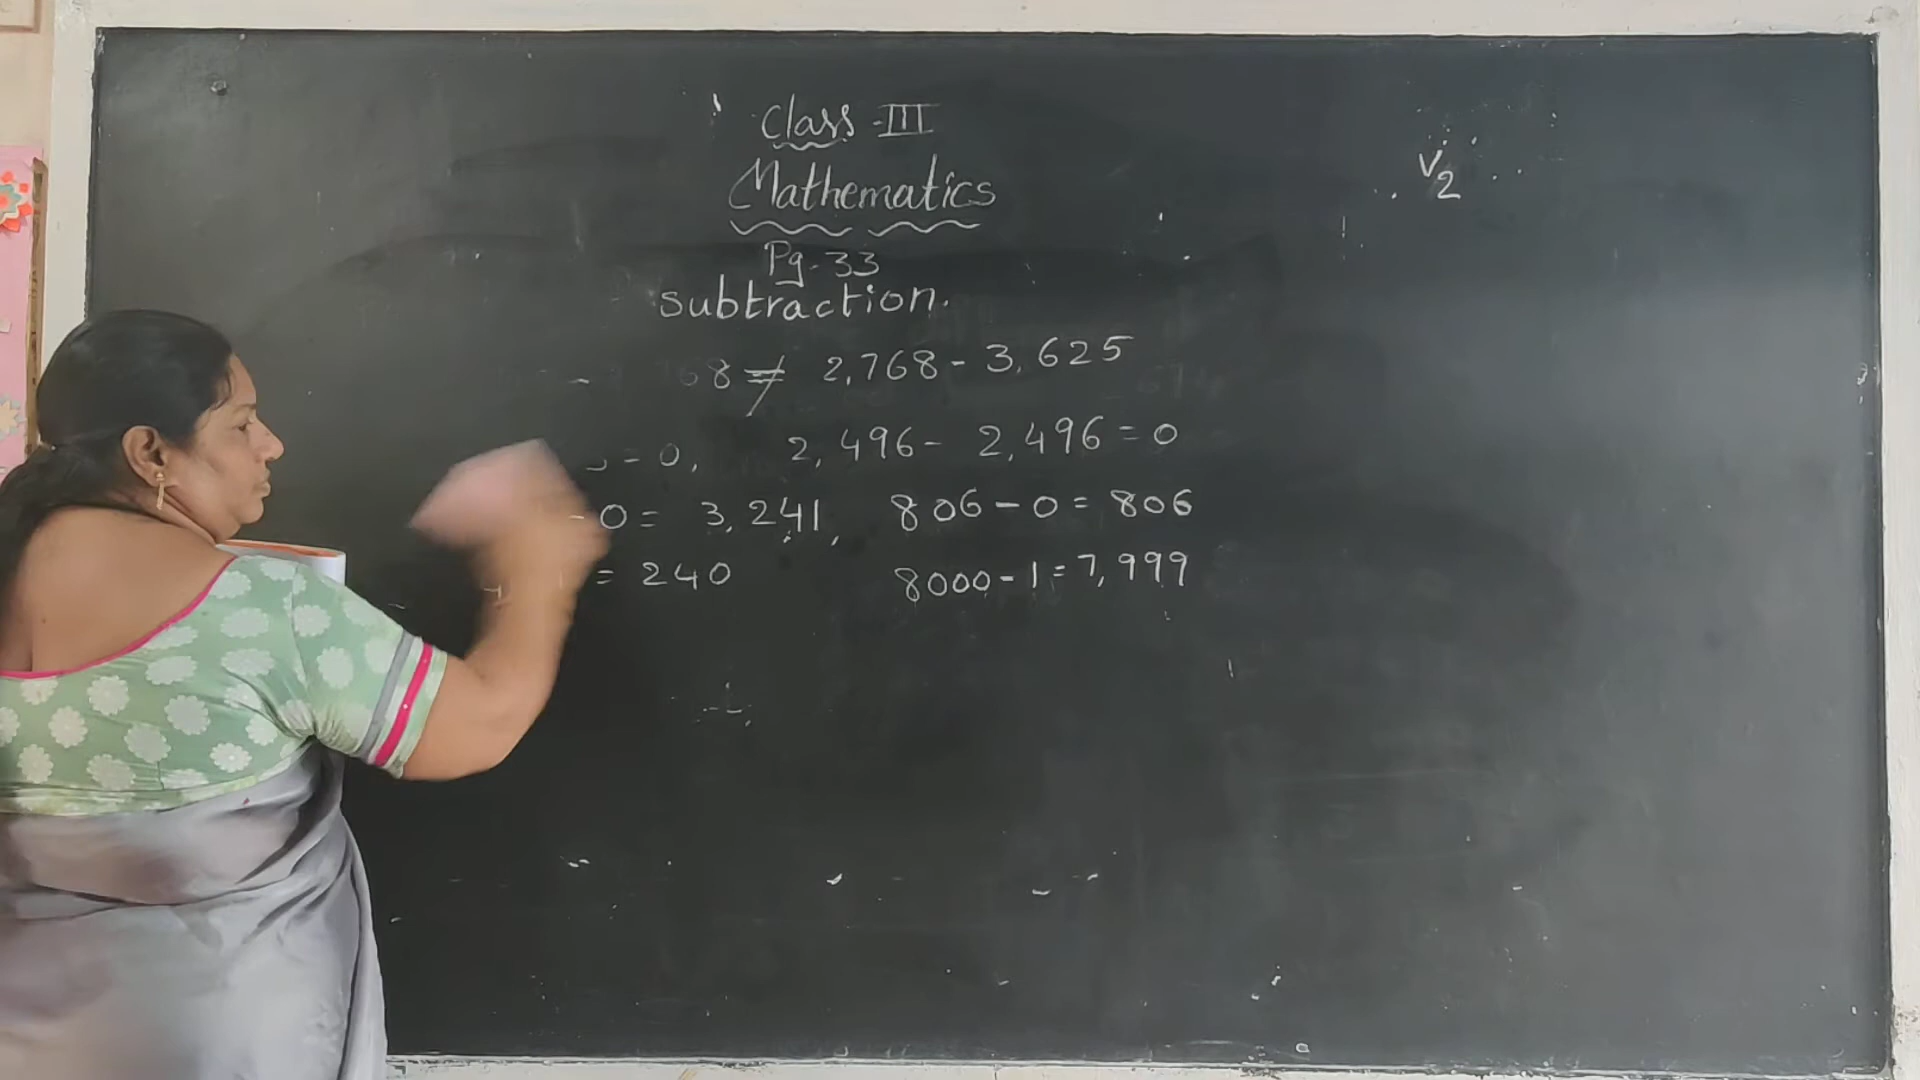 Class - III
V2
Mathematics
Pg. 33
subtraction.
8 ≠ 2,768 - 3,625
= 0, 2,496 - 2,496 = 0
- 0 = 3,241, 806 - 0 = 806
= 240 8000 - 1 = 7,999